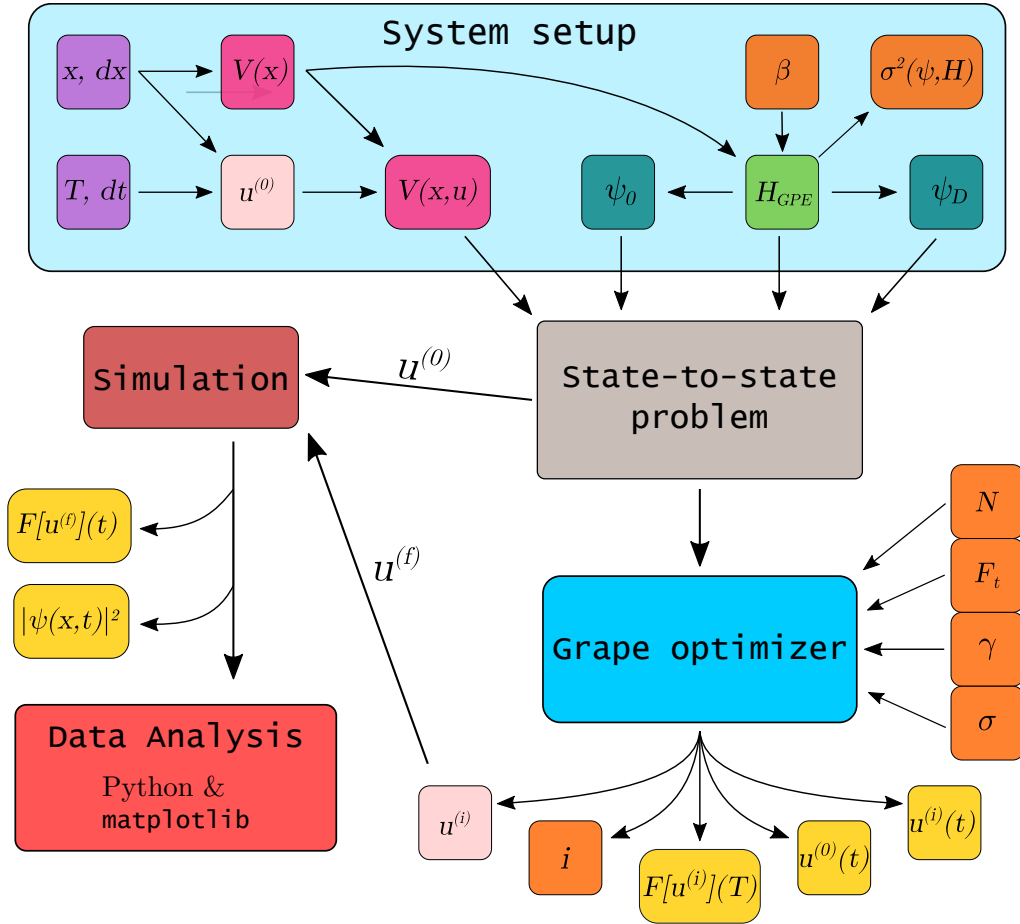 System setup
x, dx
V(x)
β
σ²(ψ,H)
T, dt
u⁽⁰⁾
V(x,u)
ψ₀
H_GPE
ψ_D
Simulation
u⁽⁰⁾
State-to-state
problem
F[u⁽ᶠ⁾](t)
|ψ(x,t)|²
u⁽ᶠ⁾
N
F_t
γ
σ
Grape optimizer
Data Analysis
Python &
matplotlib
u⁽ⁱ⁾
i
F[u⁽ⁱ⁾](T)
u⁽⁰⁾(t)
u⁽ⁱ⁾(t)